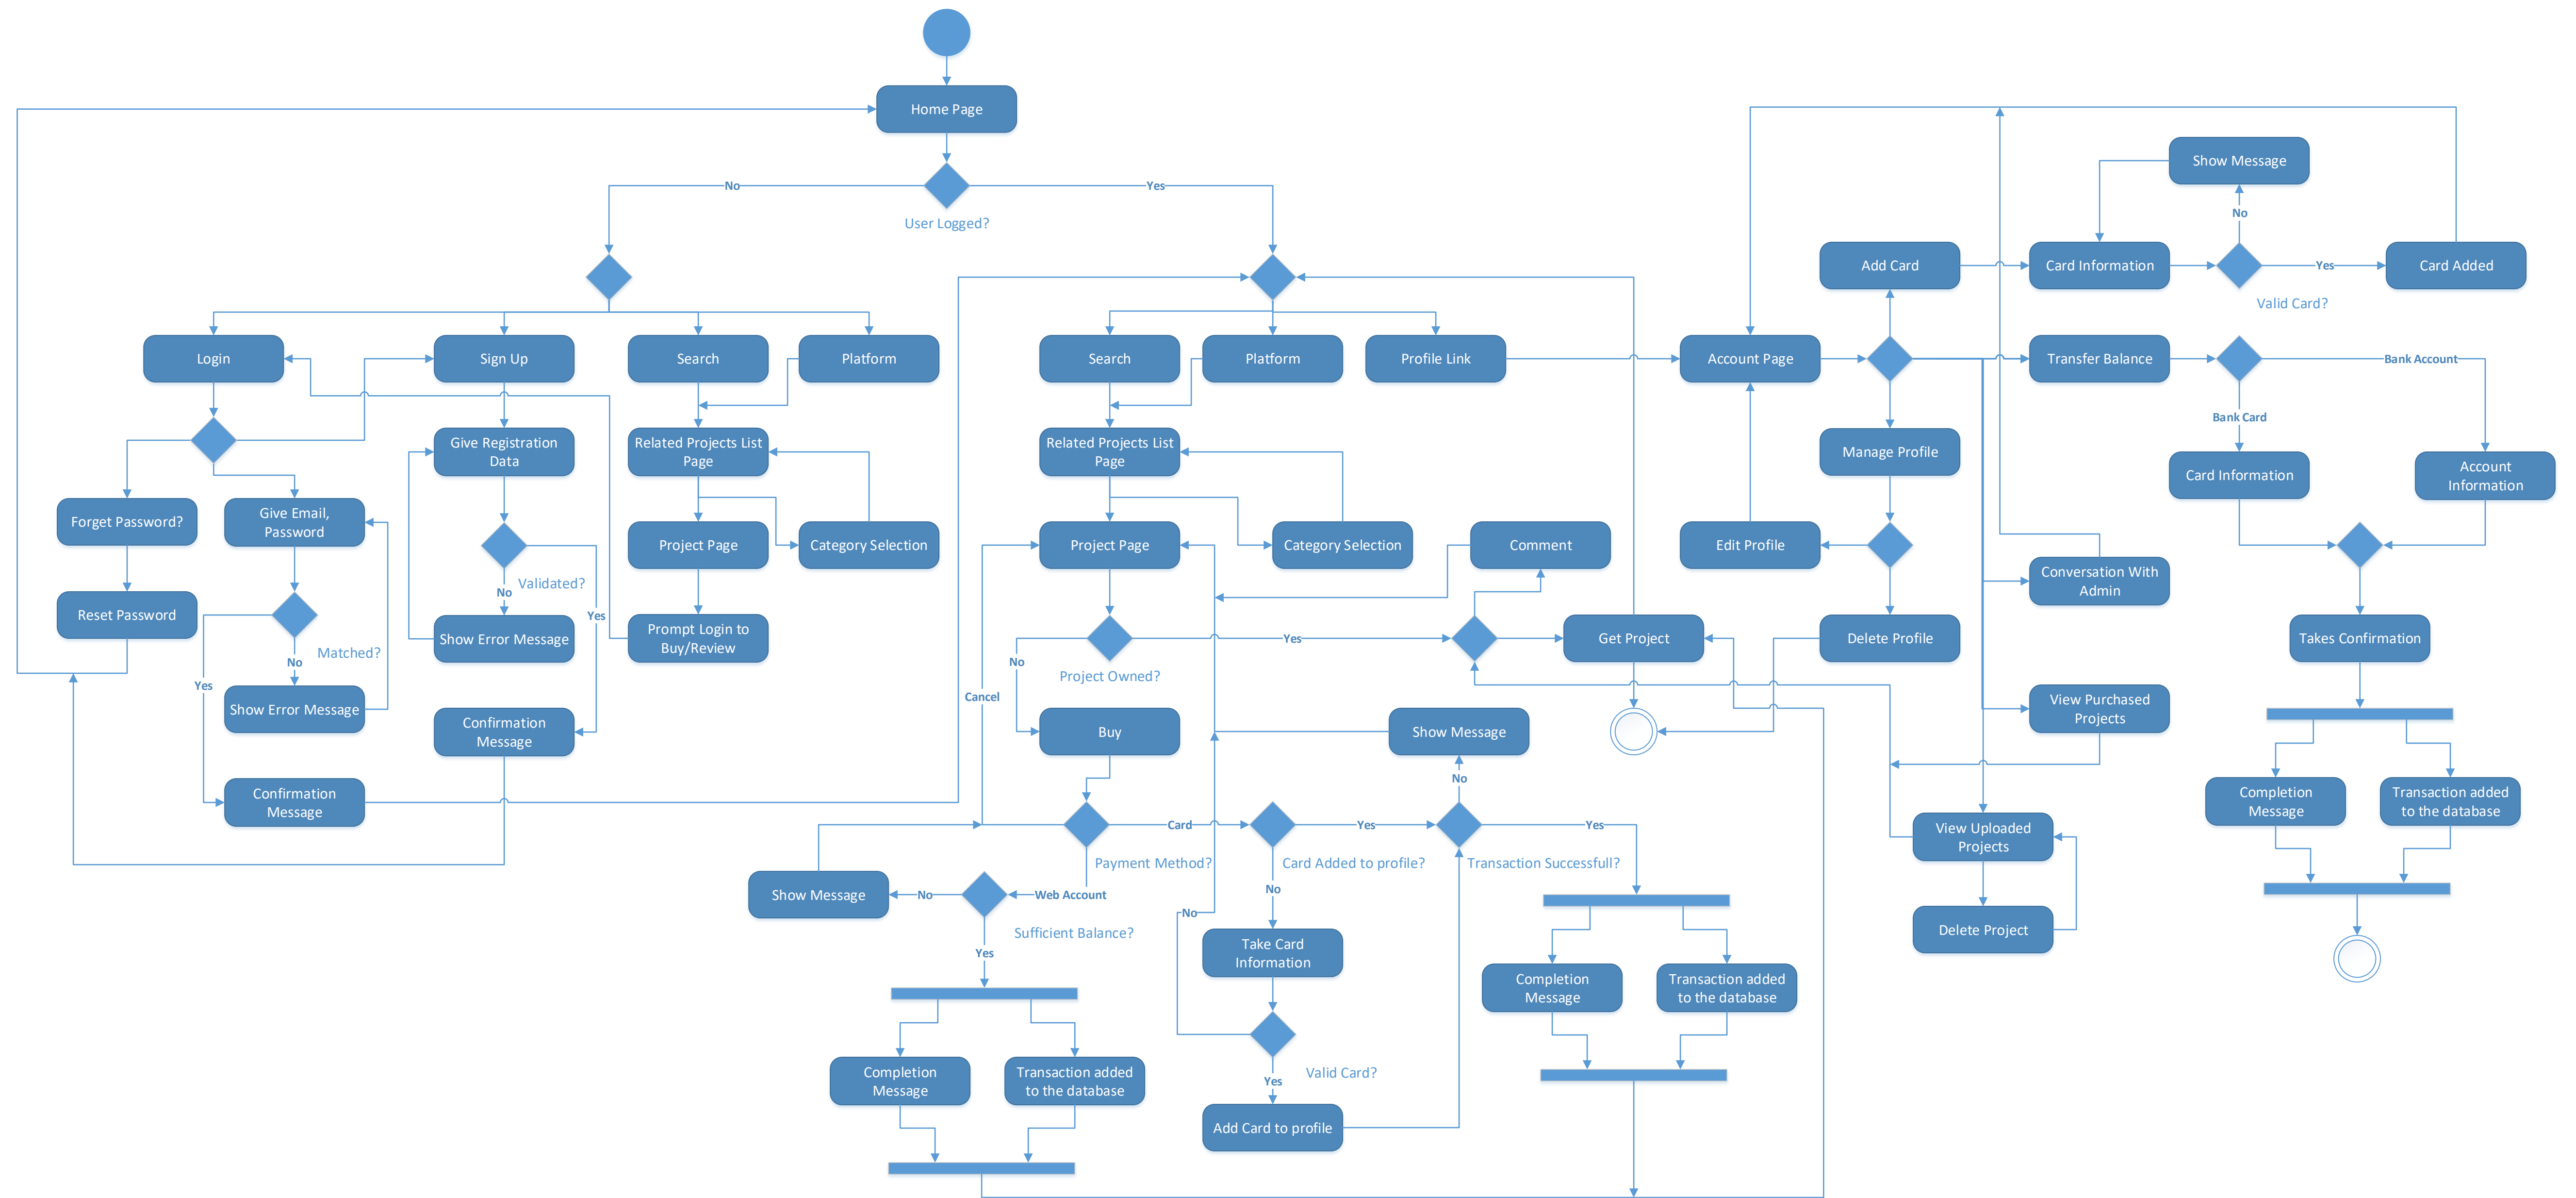 Home Page
Show Message
No
Yes
No
User Logged?
Add Card
Card Information
Yes
Card Added
Valid Card?
Login
Sign Up
Search
Platform
Search
Platform
Profile Link
Account Page
Transfer Balance
Bank Account
Bank Card
Give Registration
Data
Related Projects List
Page
Related Projects List
Page
Manage Profile
Card Information
Account
Information
Forget Password?
Give Email,
Password
Project Page
Category Selection
Project Page
Category Selection
Comment
Edit Profile
Validated?
No
Yes
Conversation With
Admin
Reset Password
Show Error Message
Prompt Login to
Buy/Review
Yes
Get Project
Delete Profile
Takes Confirmation
Matched?
No
No
Project Owned?
Yes
Cancel
Show Error Message
Confirmation
Message
Buy
Show Message
View Purchased
Projects
No
Confirmation
Message
Completion
Message
Transaction added
to the database
Card
Yes
Yes
View Uploaded
Projects
Payment Method?
Card Added to profile?
Transaction Successfull?
Show Message
No
Web Account
No
No
Sufficient Balance?
Delete Project
Yes
Take Card
Information
Completion
Message
Transaction added
to the database
Completion
Message
Transaction added
to the database
Valid Card?
Yes
Add Card to profile